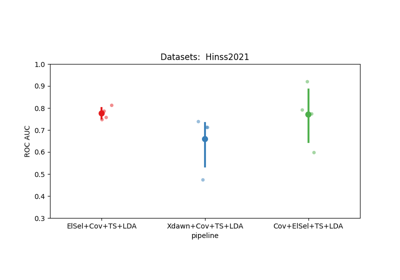 Datasets: Hinss2021
1.0
0.9
0.8
0.7
0.6
0.5
0.4
0.3
ROC AUC
ElSel+Cov+TS+LDA
Xdawn+Cov+TS+LDA
Cov+ElSel+TS+LDA
pipeline